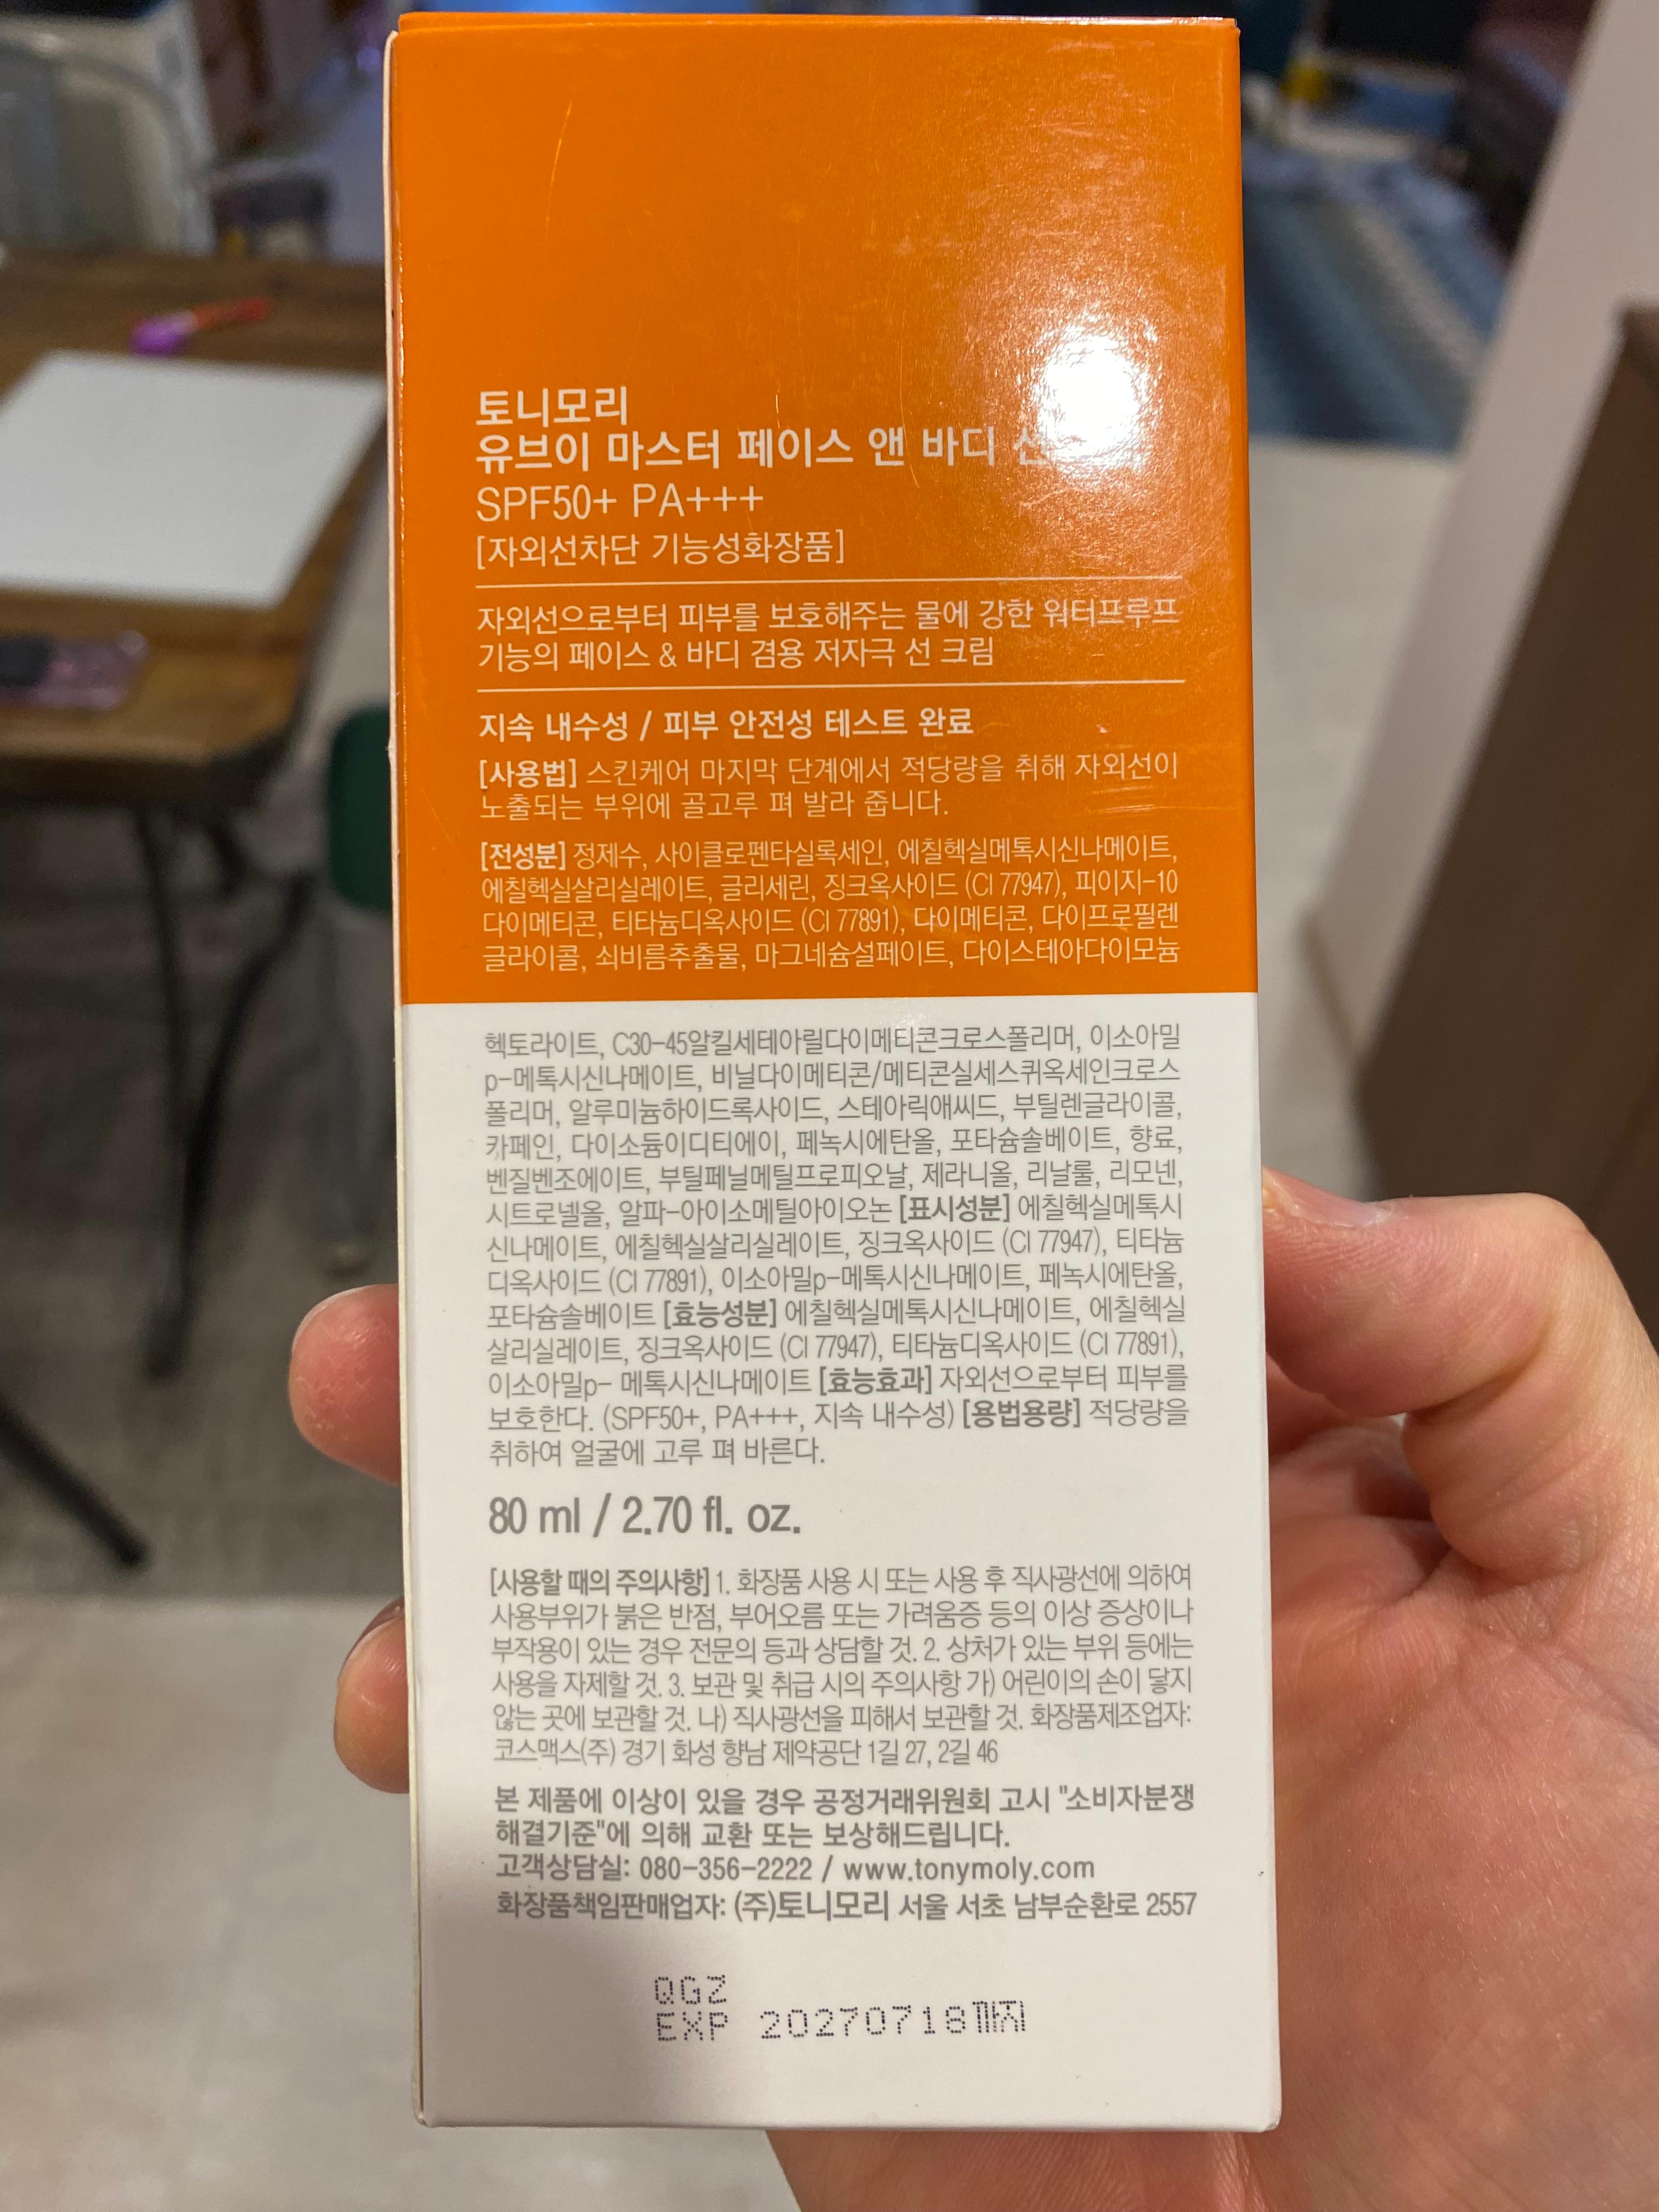 토니모리
유브이 마스터 페이스 앤 바디
SPF50+ PA+++
[자외선차단 기능성화장품]
자외선으로부터 피부를 보호해주는 물에 강한 워터프루프
기능의 페이스 & 바디 겸용 저자극 선 크림
지속 내수성 / 피부 안전성 테스트 완료
[사용법] 스킨케어 마지막 단계에서 적당량을 취해 자외선이
노출되는 부위에 골고루 펴 발라 줍니다.
[전성분] 정제수, 사이클로펜타실록세인, 에칠헥실메톡시신나메이트,
에칠헥실살리실레이트, 글리세린, 징크옥사이드 (CI 77947), 피이지-10
다이메티콘, 티타늄디옥사이드 (CI 77891), 다이메티콘, 다이프로필렌
글라이콜, 쇠비름추출물, 마그네슘설페이트, 다이스테아다이모늄
헥토라이트, C30-45알킬세테아릴다이메티콘크로스폴리머, 이소아밀
p-메톡시신나메이트, 비닐다이메티콘/메티콘실세스퀴옥세인크로스
폴리머, 알루미늄하이드록사이드, 스테아릭애씨드, 부틸렌글라이콜,
카페인, 다이소듐이디티에이, 페녹시에탄올, 포타슘솔베이트, 향료,
벤질벤조에이트, 부틸페닐메틸프로피오날, 제라니올, 리날룰, 리모넨,
시트로넬올, 알파-아이소메틸아이오논 [표시성분] 에칠헥실메톡시
신나메이트, 에칠헥실살리실레이트, 징크옥사이드 (CI 77947), 티타늄
디옥사이드 (CI 77891), 이소아밀p-메톡시신나메이트, 페녹시에탄올,
포타슘솔베이트 [효능성분] 에칠헥실메톡시신나메이트, 에칠헥실
살리실레이트, 징크옥사이드 (CI 77947), 티타늄디옥사이드 (CI 77891),
이소아밀p- 메톡시신나메이트 [효능효과] 자외선으로부터 피부를
보호한다. (SPF50+, PA+++, 지속 내수성) [용법용량] 적당량을
취하여 얼굴에 고루 펴 바른다.
80 ml / 2.70 fl. oz.
[사용할 때의 주의사항] 1. 화장품 사용 시 또는 사용 후 직사광선에 의하여
사용부위가 붉은 반점, 부어오름 또는 가려움증 등의 이상 증상이나
부작용이 있는 경우 전문의 등과 상담할 것. 2. 상처가 있는 부위 등에는
사용을 자제할 것. 3. 보관 및 취급 시의 주의사항 가) 어린이의 손이 닿지
않는 곳에 보관할 것. 나) 직사광선을 피해서 보관할 것. 화장품제조업자:
코스맥스(주) 경기 화성 향남 제약공단 1길 27, 2길 46
본 제품에 이상이 있을 경우 공정거래위원회 고시 "소비자분쟁
해결기준"에 의해 교환 또는 보상해드립니다.
고객상담실: 080-356-2222 / www.tonymoly.com
화장품책임판매업자: (주)토니모리 서울 서초 남부순환로 2557
QGZ
EXP 20270718까지